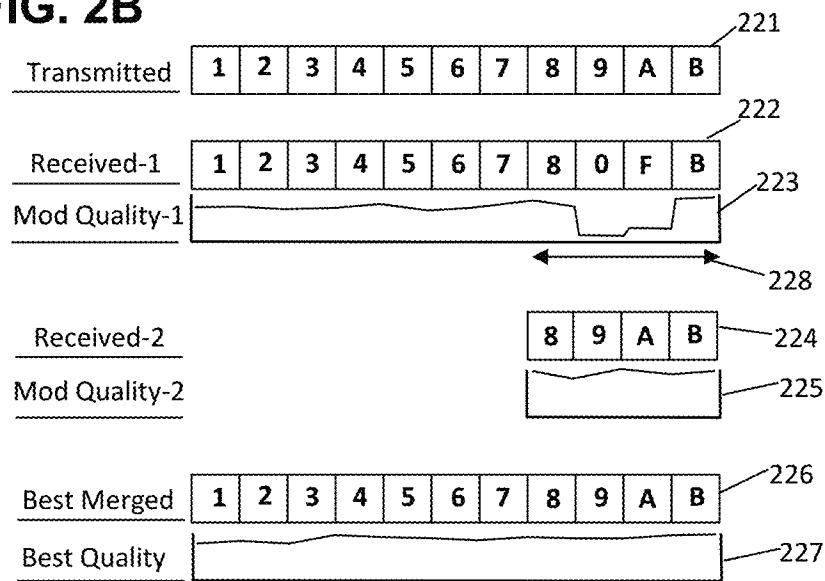 FIG. 2B
221
Transmitted 1 2 3 4 5 6 7 8 9 A B
222
Received-1 1 2 3 4 5 6 7 8 0 F B
223
Mod Quality-1
228
Received-2 8 9 A B 224
Mod Quality-2 225
Best Merged 1 2 3 4 5 6 7 8 9 A B 226
Best Quality 227